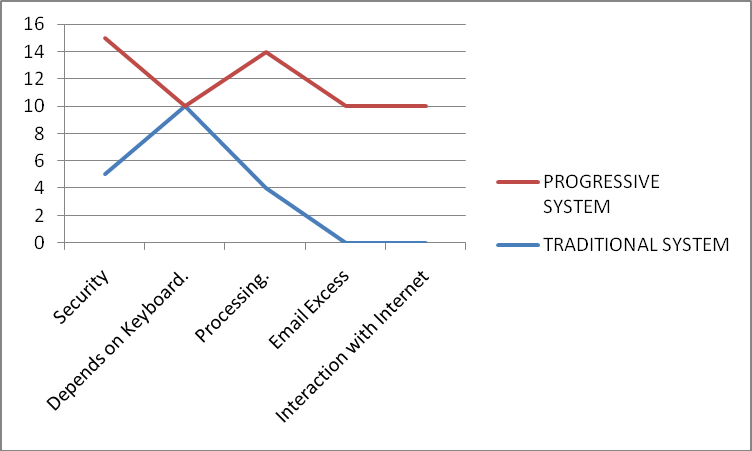 16
14
12
10
8
6
4
2
0
Security
Depends on Keyboard.
Processing.
Email Excess
Interaction with Internet
PROGRESSIVE
SYSTEM
TRADITIONAL SYSTEM